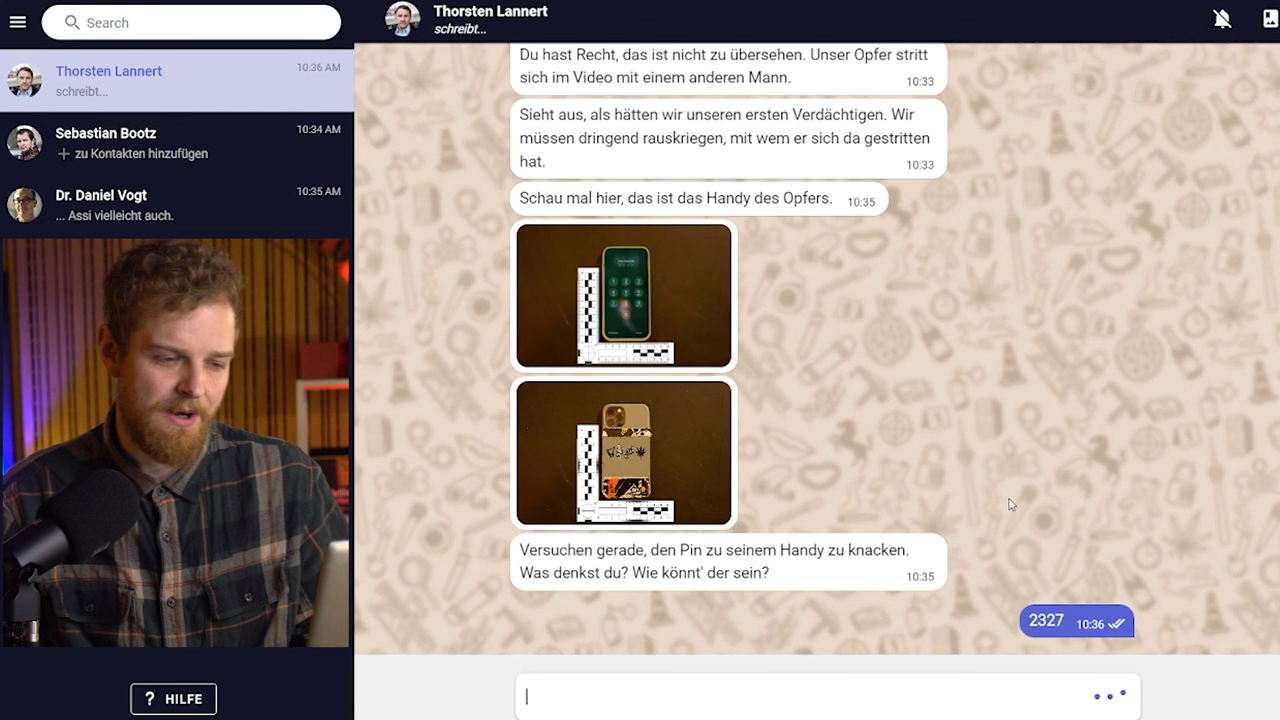 Search
Thorsten Lannert
10:36 AM
schreibt...
Sebastian Bootz
10:34 AM
+ zu Kontakten hinzufügen
Dr. Daniel Vogt
10:35 AM
... Assi vielleicht auch.
? HILFE
Thorsten Lannert
schreibt...
Du hast Recht, das ist nicht zu übersehen. Unser Opfer stritt
sich im Video mit einem anderen Mann.
10:33
Sieht aus, als hätten wir unseren ersten Verdächtigen. Wir
müssen dringend rauskriegen, mit wem er sich da gestritten
hat.
10:33
Schau mal hier, das ist das Handy des Opfers.
10:35
Versuchen gerade, den Pin zu seinem Handy zu knacken.
Was denkst du? Wie könnt' der sein?
10:35
2327
10:36